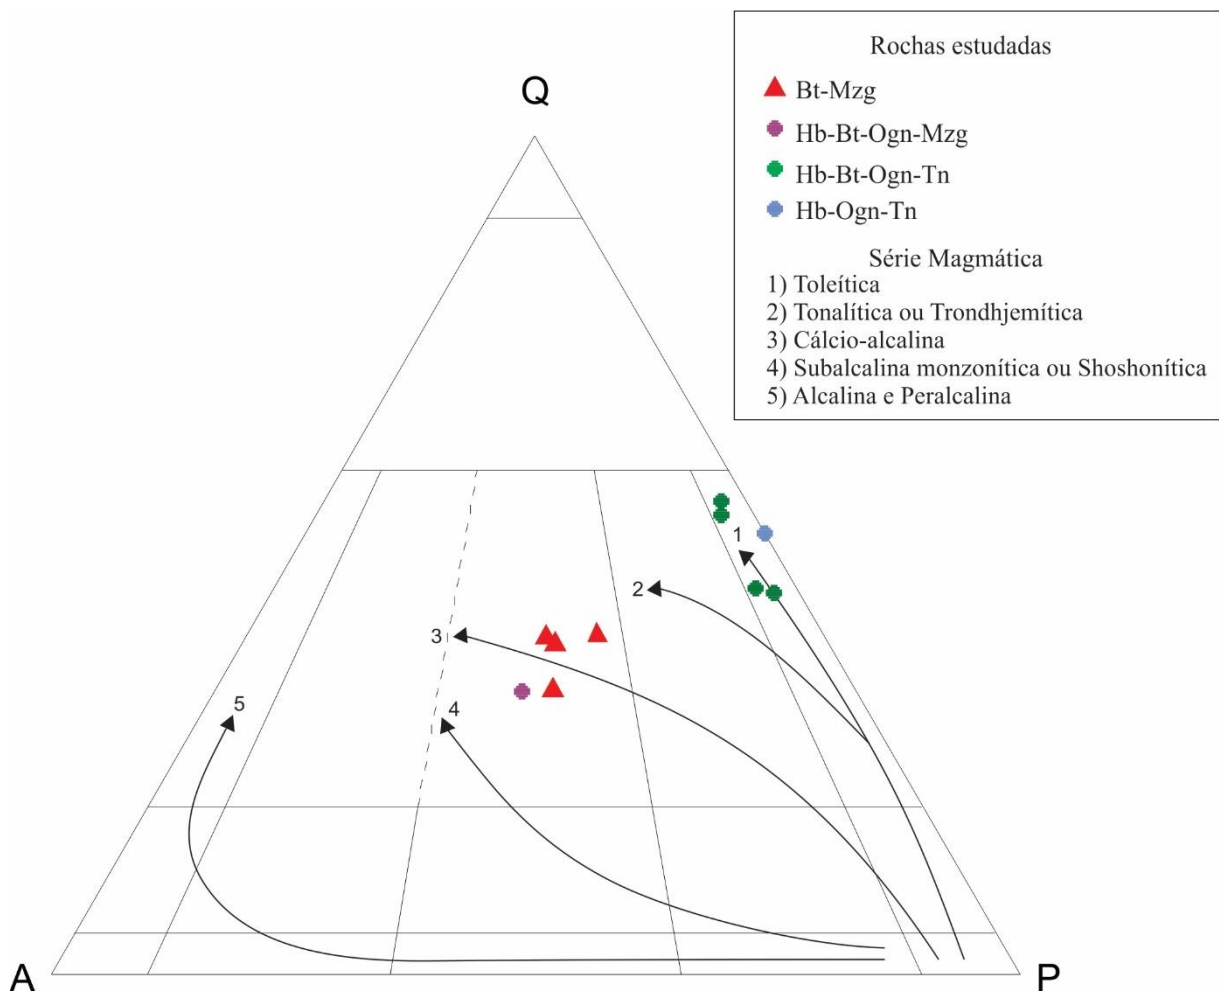 Rochas estudadas
Bt-Mzg
Hb-Bt-Ogn-Mzg
Hb-Bt-Ogn-Tn
Hb-Ogn-Tn
Série Magmática
1) Toleítica
2) Tonalítica ou Trondhjemítica
3) Cálcio-alcalina
4) Subalcalina monzonítica ou Shoshonítica
5) Alcalina e Peralcalina
Q
1
2
3
5
4
A
P